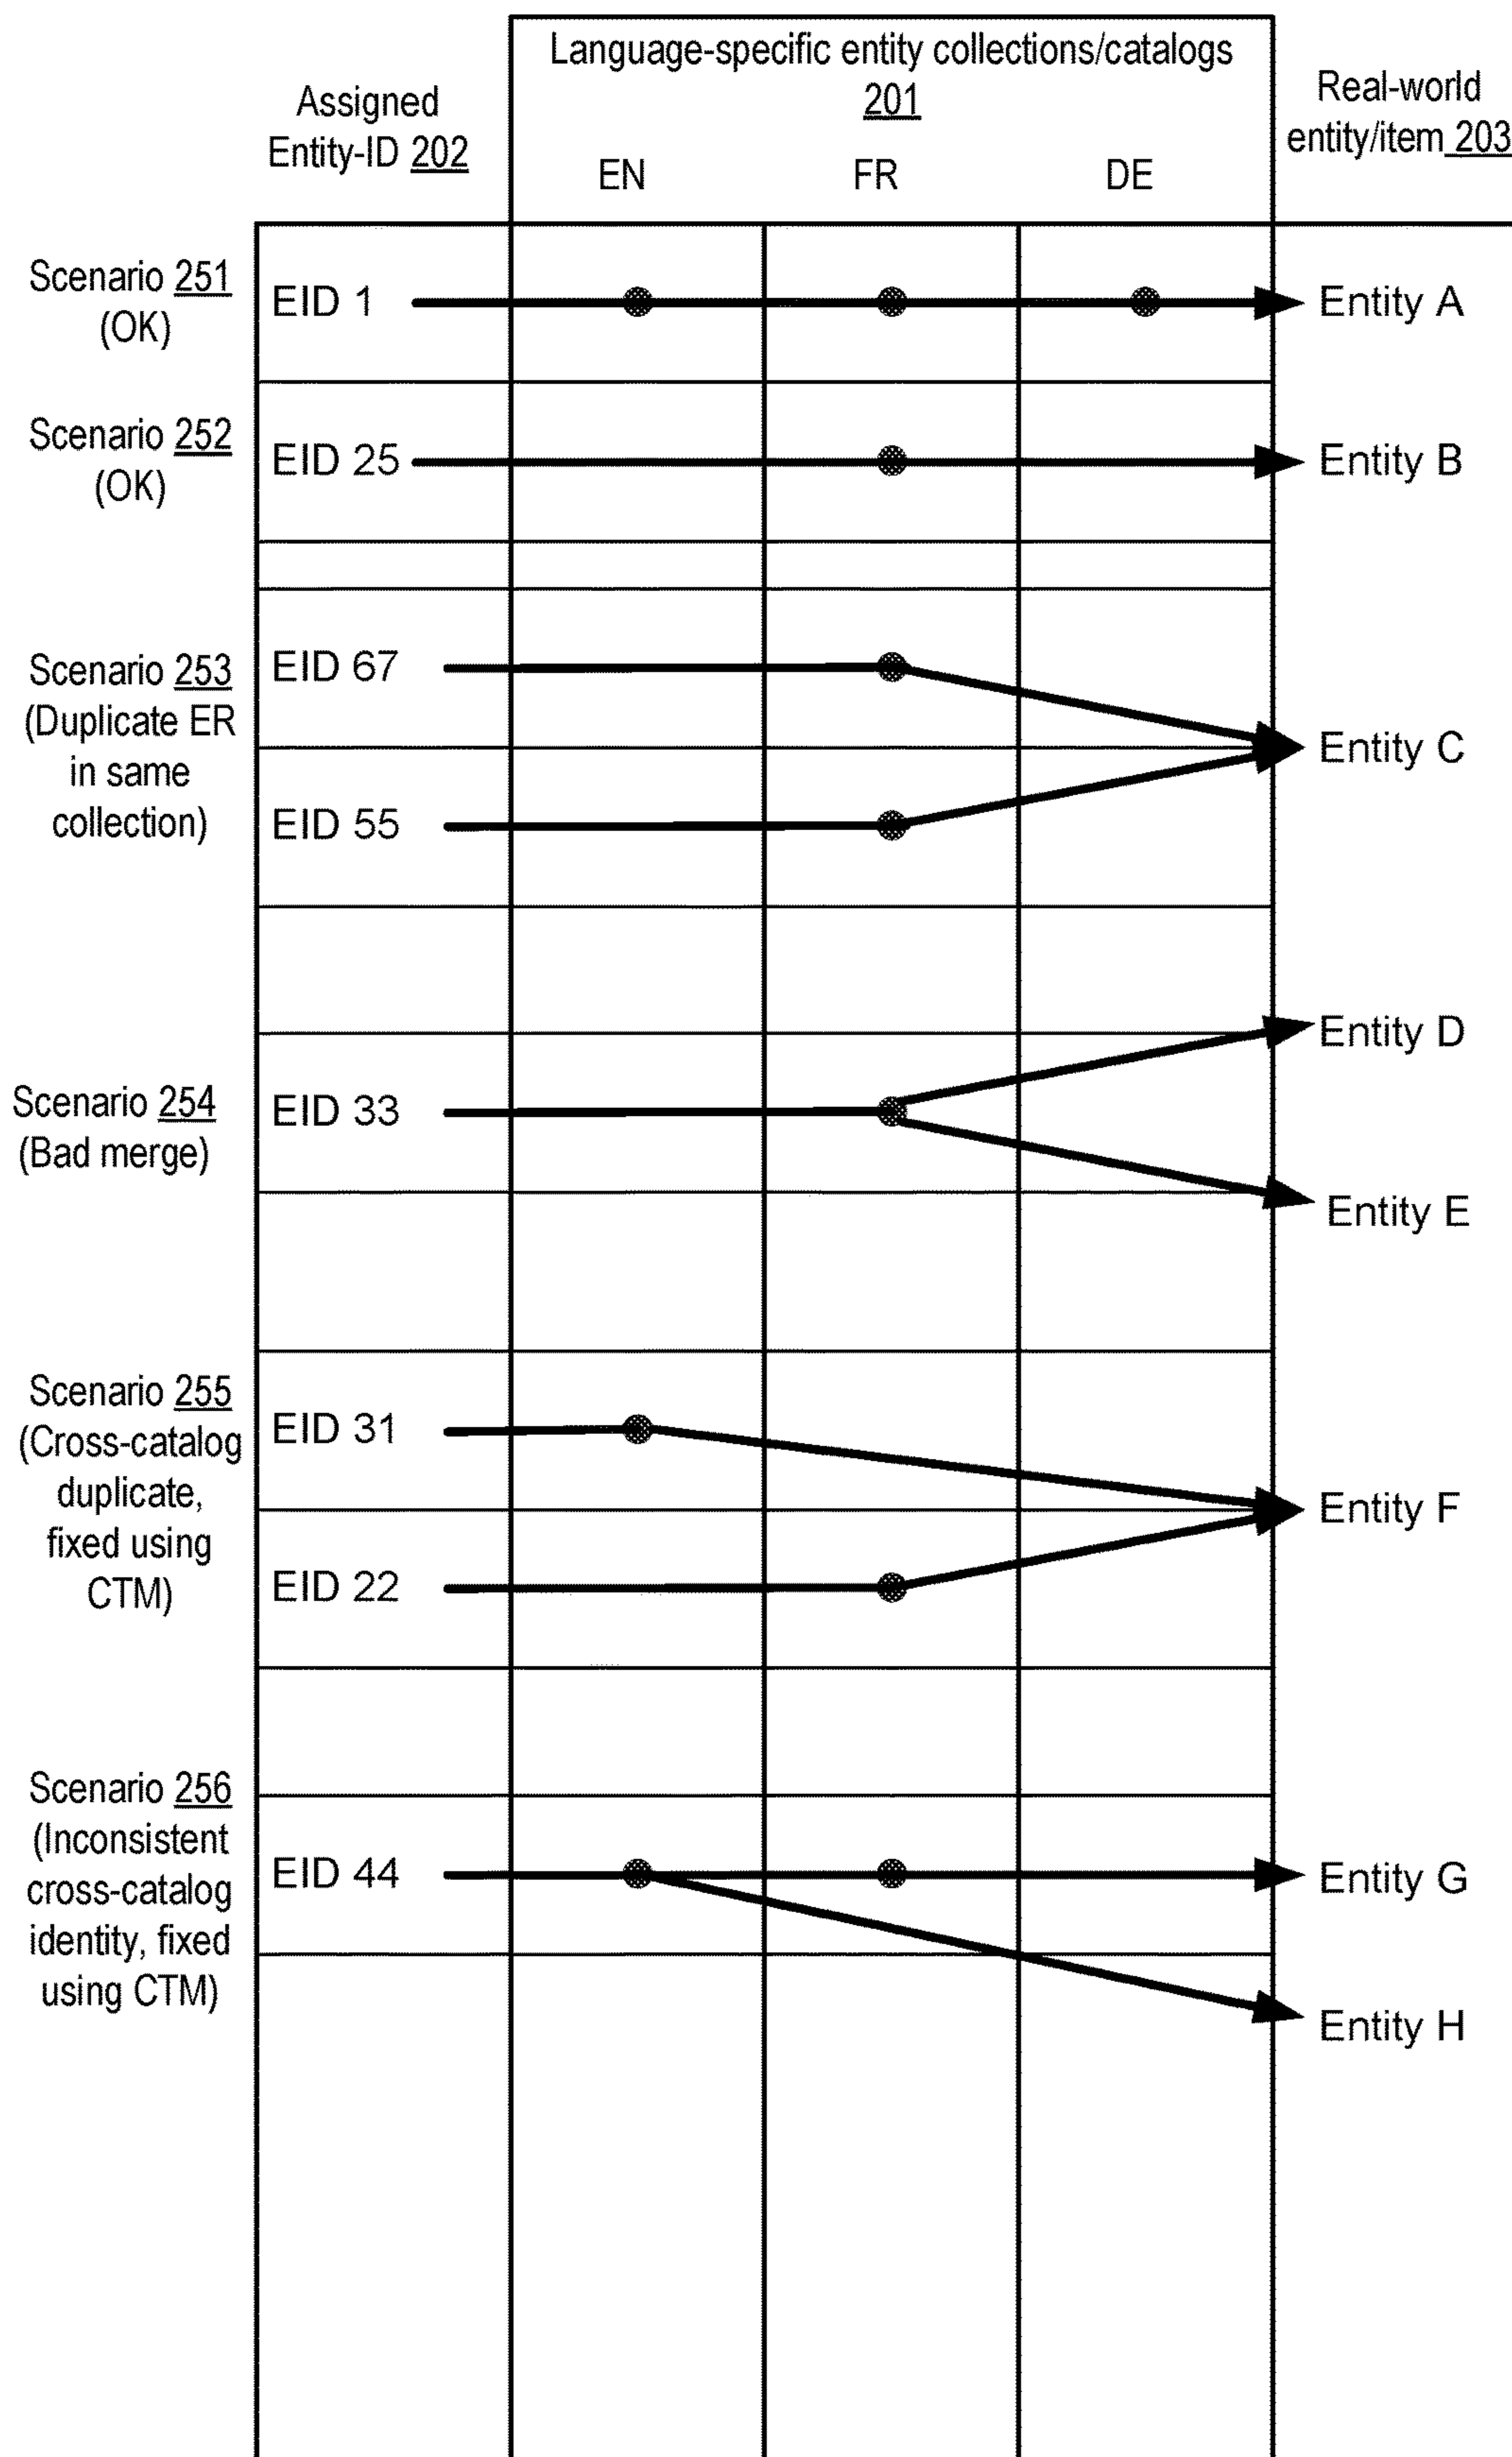 Language-specific entity collections/catalogs
201
Assigned
Entity-ID 202
Real-world
entity/item 203
EN
FR
DE
Scenario 251
(OK)
EID 1
Entity A
Scenario 252
(OK)
EID 25
Entity B
Scenario 253
(Duplicate ER
in same
collection)
EID 67
EID 55
Entity C
Scenario 254
(Bad merge)
EID 33
Entity D
Entity E
Scenario 255
(Cross-catalog
duplicate,
fixed using
CTM)
EID 31
EID 22
Entity F
Scenario 256
(Inconsistent
cross-catalog
identity, fixed
using CTM)
EID 44
Entity G
Entity H